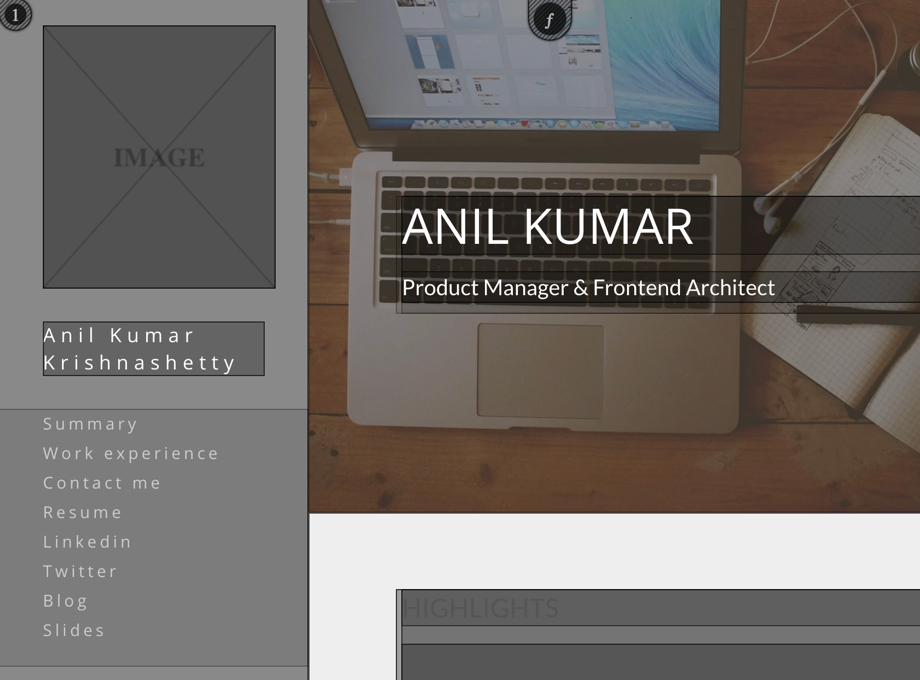 1
IMAGE
Anil Kumar
Krishnashetty
Summary
Work experience
Contact me
Resume
Linkedin
Twitter
Blog
Slides
f
ANIL KUMAR
Product Manager & Frontend Architect
HIGHLIGHTS